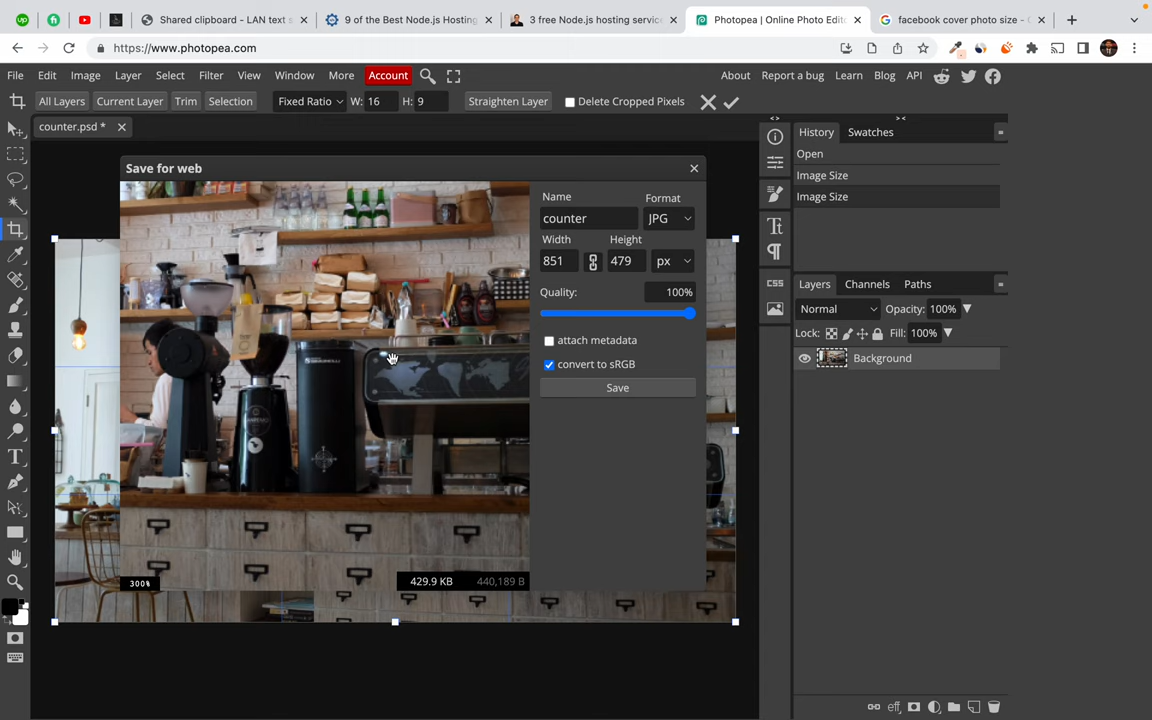 Shared clipboard - LAN text s
9 of the Best Node.js Hosting
3 free Node.js hosting service
Photopea | Online Photo Edito
facebook cover photo size -
https://www.photopea.com
File Edit Image Layer Select Filter View Window More Account About Report a bug Learn Blog API
All Layers Current Layer Trim Selection Fixed Ratio W: 16 H: 9 Straighten Layer Delete Cropped Pixels
counter.psd *
> <
History Swatches
Open
Image Size
Image Size
Save for web
Name Format
counter JPG
Width Height
851 479 px
Quality: 100%
attach metadata
convert to sRGB
Save
CSS
Layers Channels Paths
Normal Opacity: 100%
Lock: Fill: 100%
Background
300%
429.9 KB 440,189 B
eff